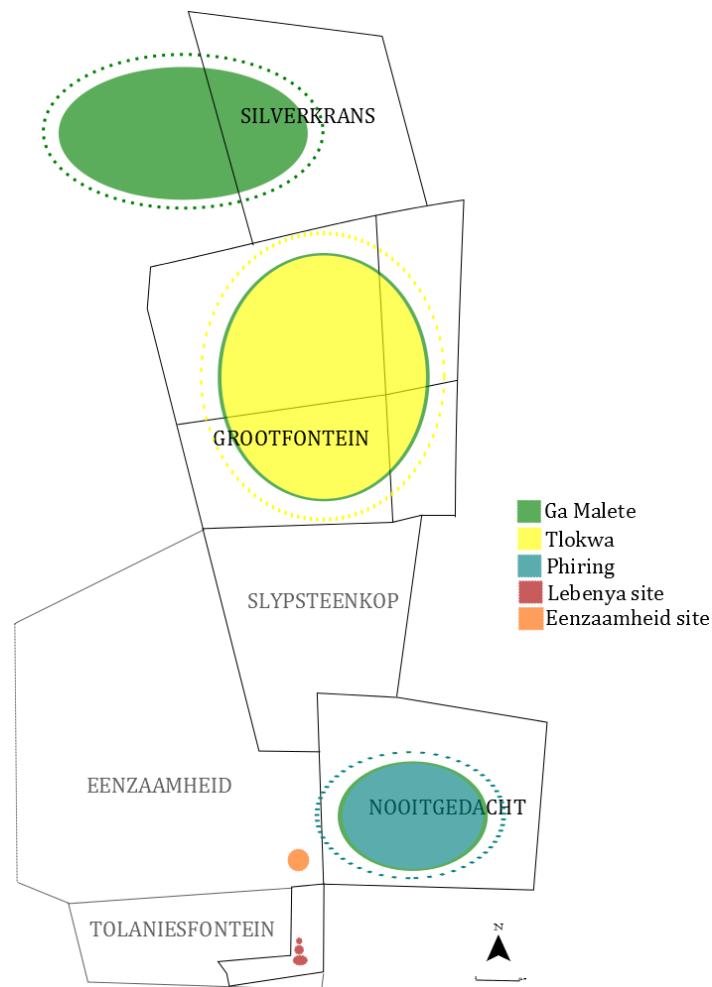 SILVERKRANS
GROOTFONTEIN
Ga Malete
Tlokwa
Phiring
Lebenya site
Eenzaamheid site
SLYPSTEENKOP
EENZAAMHEID
NOOITGEDACHT
TOLANIESFONTEIN
N